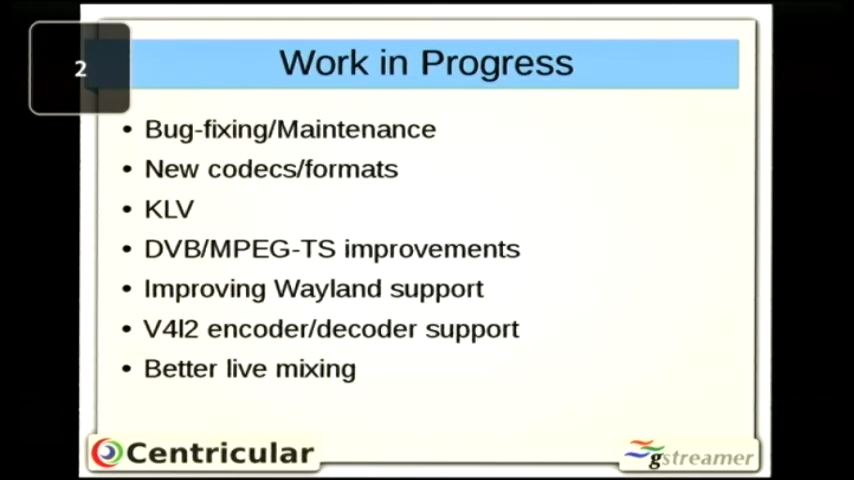 2
Work in Progress
• Bug-fixing/Maintenance
• New codecs/formats
• KLV
• DVB/MPEG-TS improvements
• Improving Wayland support
• V4l2 encoder/decoder support
• Better live mixing
Centricular
gstreamer